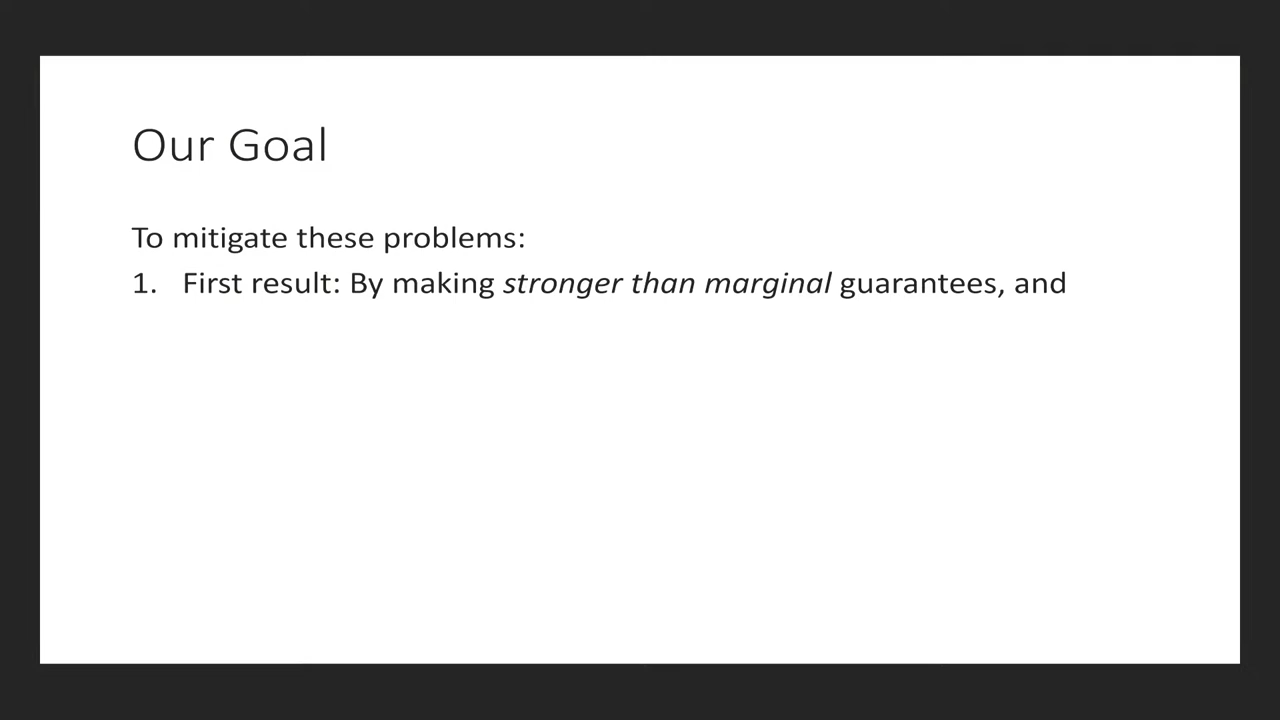 Our Goal
To mitigate these problems:
1. First result: By making stronger than marginal guarantees, and